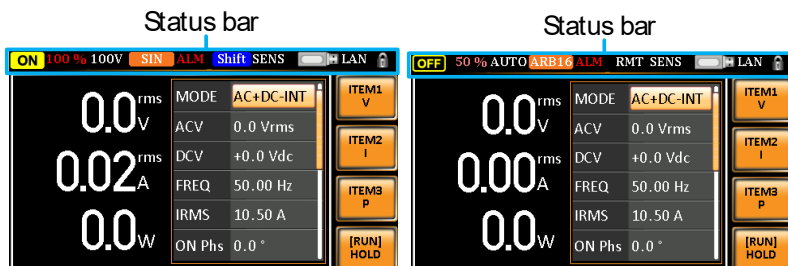 Status bar
ON 100 % 100V SIN ALM Shift SENS LAN
0.0 rms V
0.02 rms A
0.0 W
MODE AC+DC-INT
ACV 0.0 Vrms
DCV +0.0 Vdc
FREQ 50.00 Hz
IRMS 10.50 A
ON Phs 0.0 °
ITEM1
V
ITEM2
I
ITEM3
P
[RUN]
HOLD
Status bar
OFF 50 % AUTO ARB16 ALM RMT SENS LAN
0.0 rms V
0.00 rms A
0.0 W
MODE AC+DC-INT
ACV 0.0 Vrms
DCV +0.0 Vdc
FREQ 50.00 Hz
IRMS 10.50 A
ON Phs 0.0 °
ITEM1
V
ITEM2
I
ITEM3
P
[RUN]
HOLD